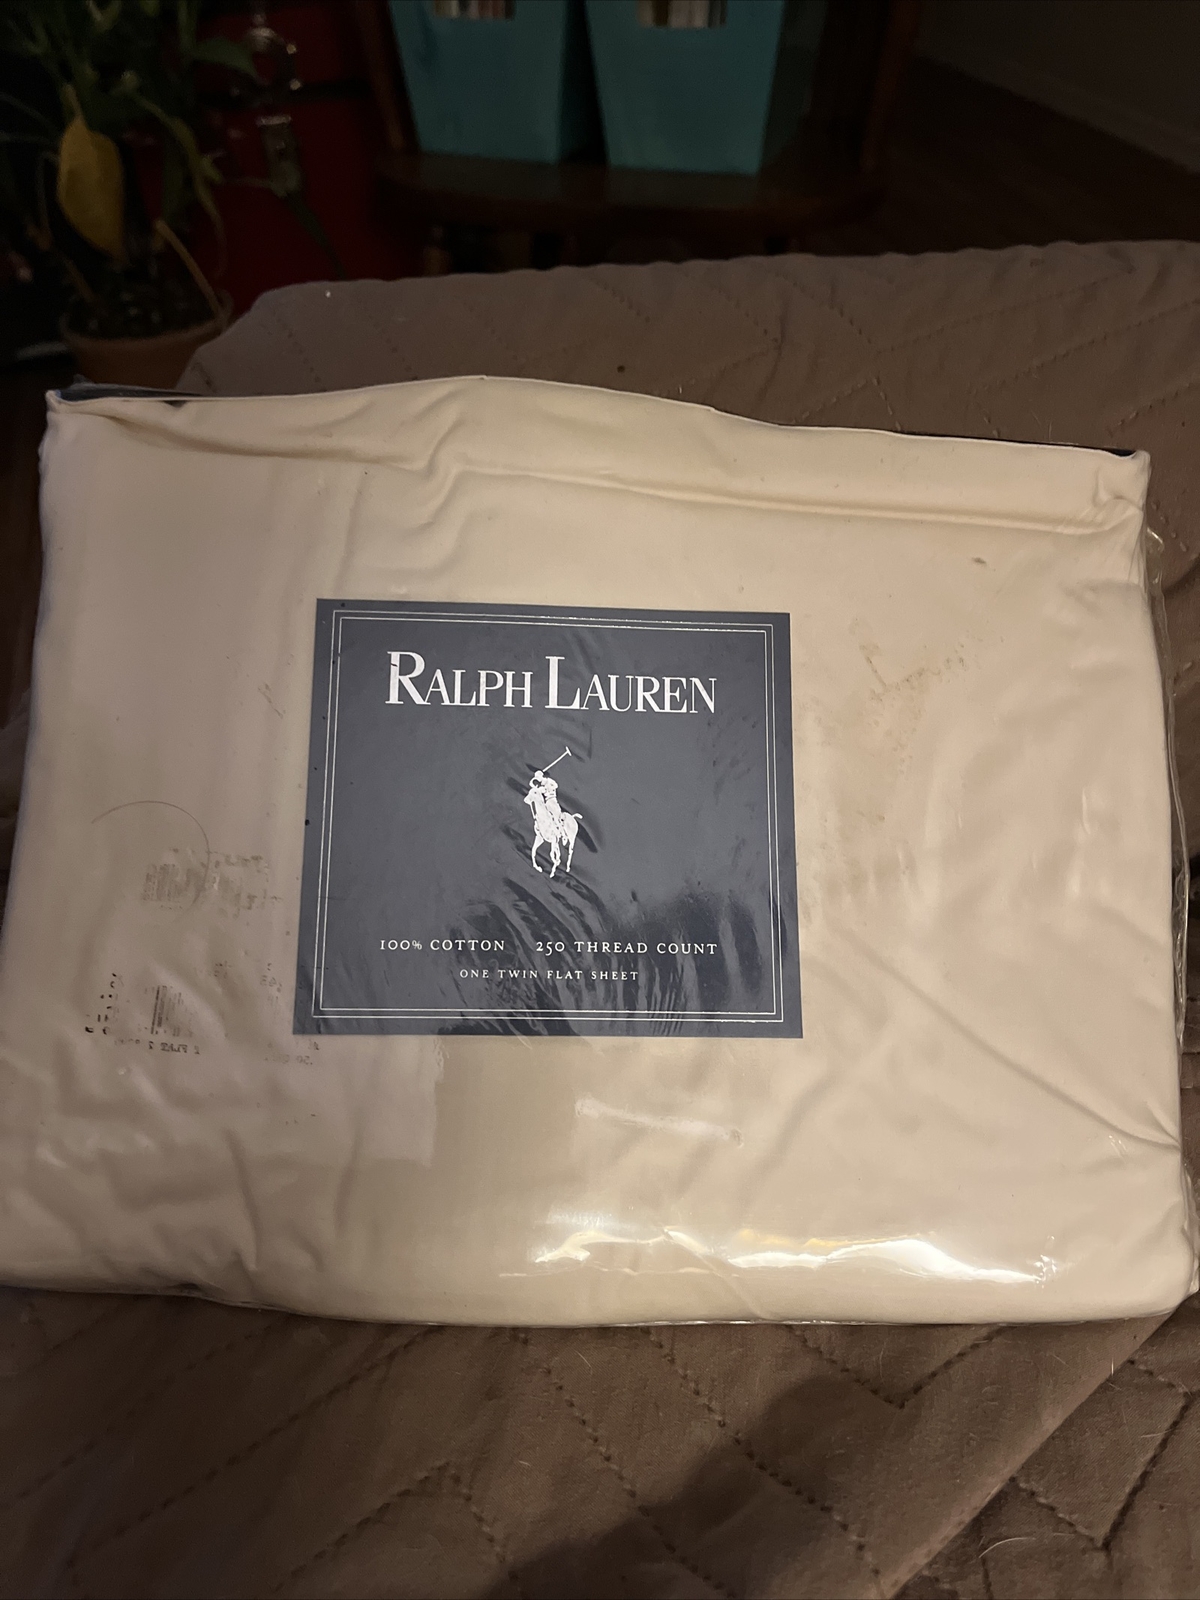 RALPH LAUREN
100% COTTON 250 THREAD COUNT
ONE TWIN FLAT SHEET